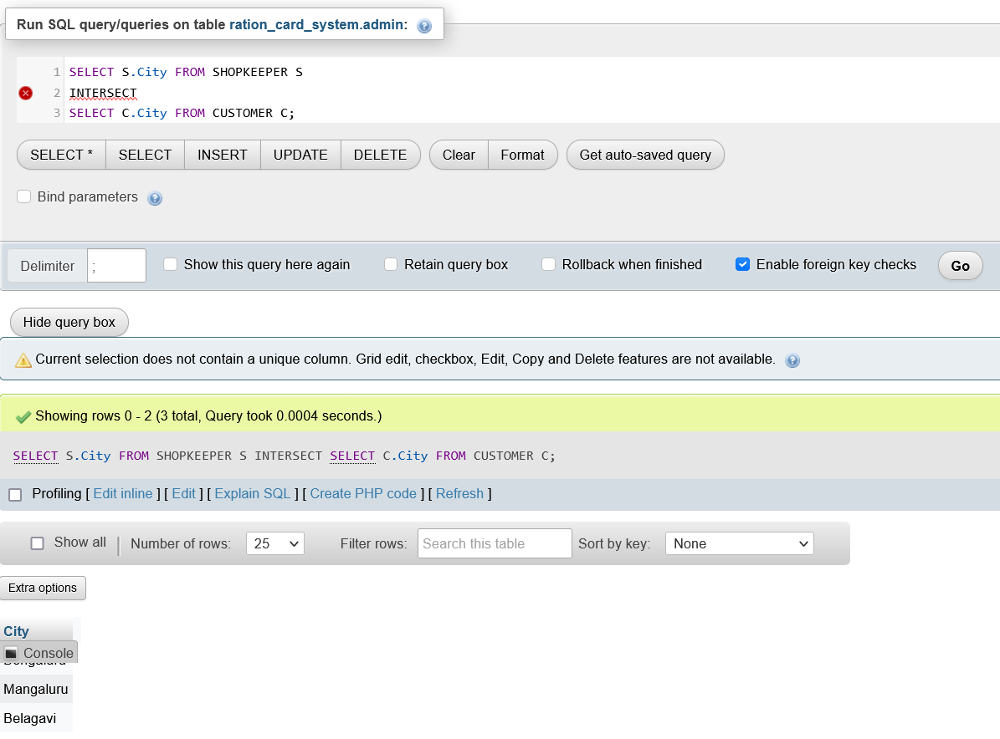 Run SQL query/queries on table ration_card_system.admin:
1 SELECT S.City FROM SHOPKEEPER S
2 INTERSECT
3 SELECT C.City FROM CUSTOMER C;
SELECT * SELECT INSERT UPDATE DELETE Clear Format Get auto-saved query
Bind parameters
Delimiter ; Show this query here again Retain query box Rollback when finished Enable foreign key checks Go
Hide query box
Current selection does not contain a unique column. Grid edit, checkbox, Edit, Copy and Delete features are not available.
Showing rows 0 - 2 (3 total, Query took 0.0004 seconds.)
SELECT S.City FROM SHOPKEEPER S INTERSECT SELECT C.City FROM CUSTOMER C;
Profiling [ Edit inline ] [ Edit ] [ Explain SQL ] [ Create PHP code ] [ Refresh ]
Show all Number of rows: 25 Filter rows: Search this table Sort by key: None
Extra options
City
Console
Mangaluru
Belagavi